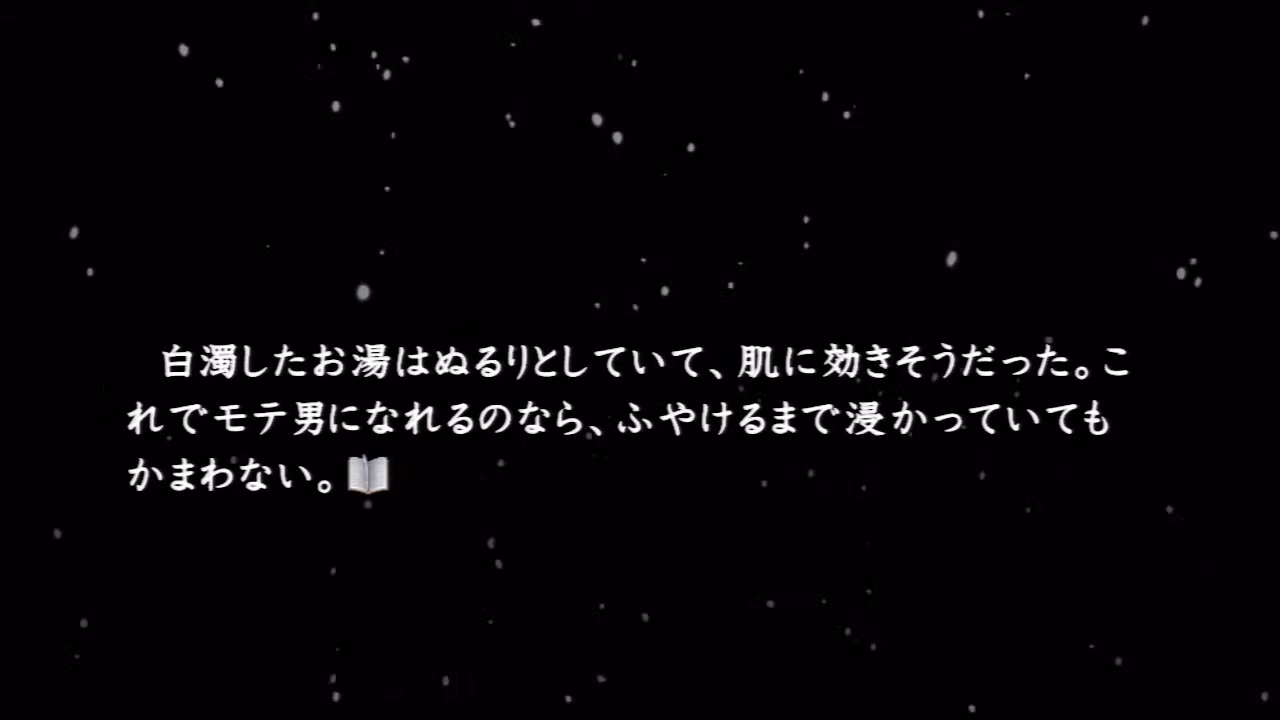 白濁したお湯はぬるりとしていて、肌に効きそうだった。こ
れでモテ男になれるのなら、ふやけるまで浸かっていても
かまわない。